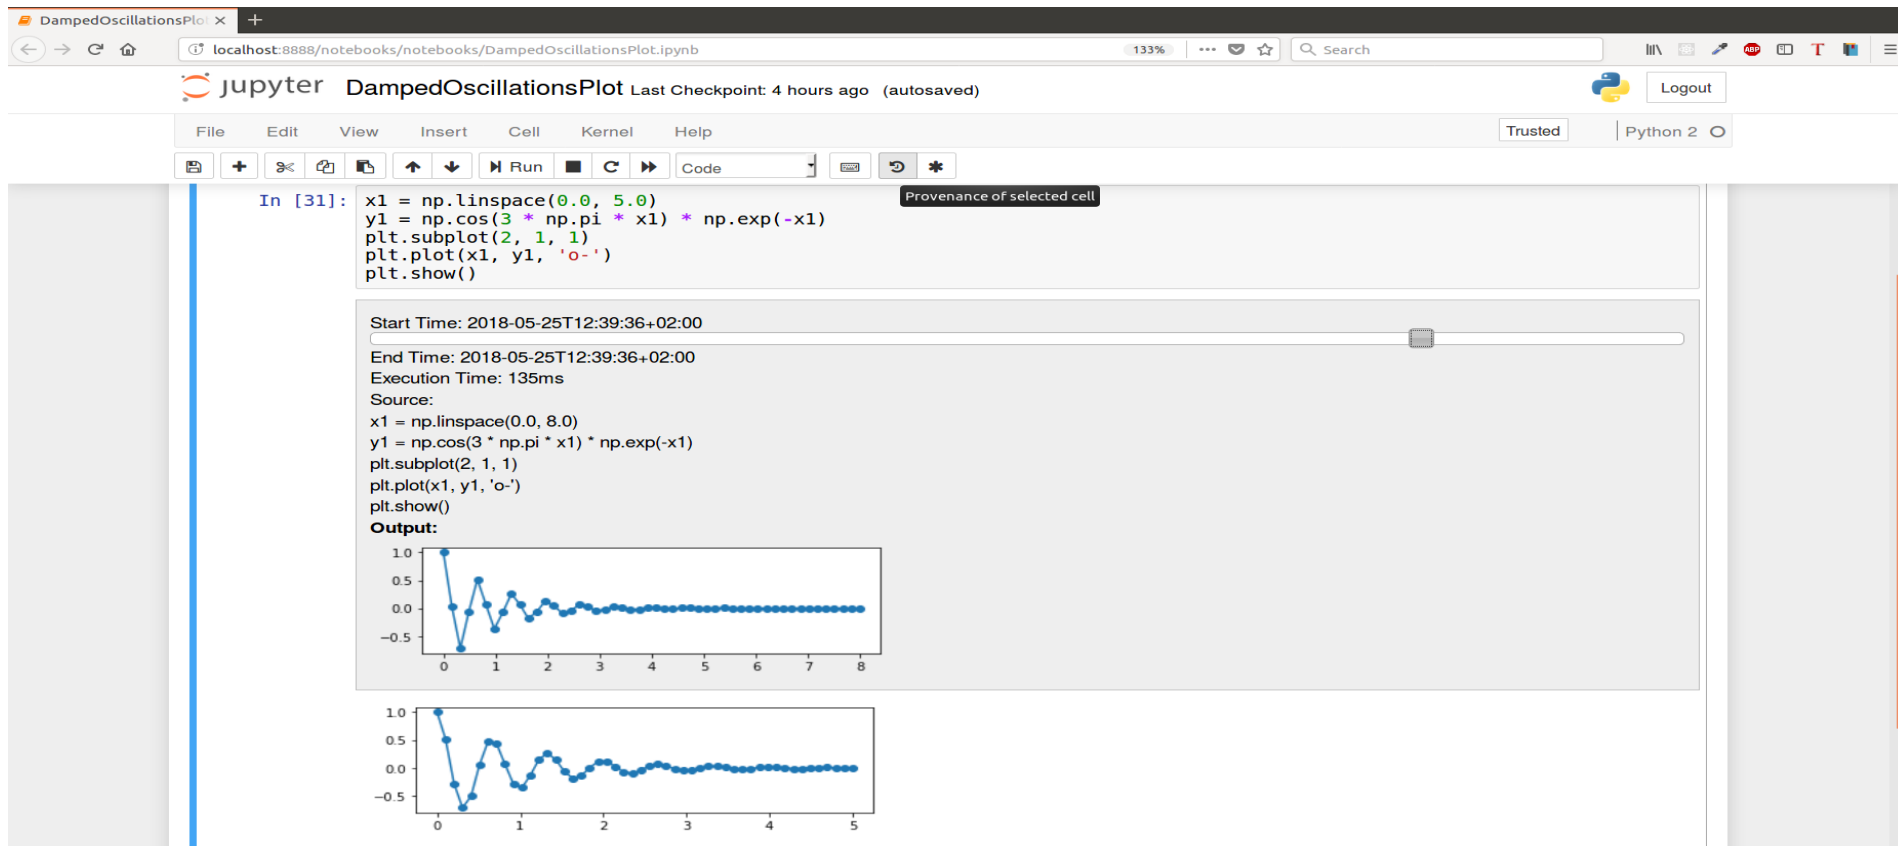 DampedOscillationsPlo
localhost:8888/notebooks/notebooks/DampedOscillationsPlot.ipynb 133% Search ABP T
jupyter DampedOscillationsPlot Last Checkpoint: 4 hours ago (autosaved) Logout
File Edit View Insert Cell Kernel Help Trusted Python 2
Run Code
Provenance of selected cell
In [31]: x1 = np.linspace(0.0, 5.0)
y1 = np.cos(3 * np.pi * x1) * np.exp(-x1)
plt.subplot(2, 1, 1)
plt.plot(x1, y1, 'o-')
plt.show()
Start Time: 2018-05-25T12:39:36+02:00
End Time: 2018-05-25T12:39:36+02:00
Execution Time: 135ms
Source:
x1 = np.linspace(0.0, 8.0)
y1 = np.cos(3 * np.pi * x1) * np.exp(-x1)
plt.subplot(2, 1, 1)
plt.plot(x1, y1, 'o-')
plt.show()
Output:
1.0
0.5
0.0
−0.5
0 1 2 3 4 5 6 7 8
1.0
0.5
0.0
−0.5
0 1 2 3 4 5